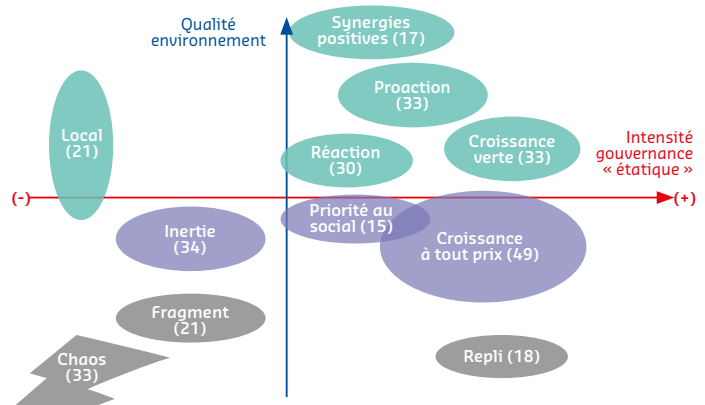 Qualité
environnement
Synergies
positives (17)
Proaction
(33)
Local
(21)
Réaction
(30)
Croissance
verte (33)
Intensité
gouvernance
« étatique »
(-)
(+)
Priorité au
social (15)
Inertie
(34)
Croissance
à tout prix (49)
Fragment
(21)
Chaos
(33)
Repli (18)